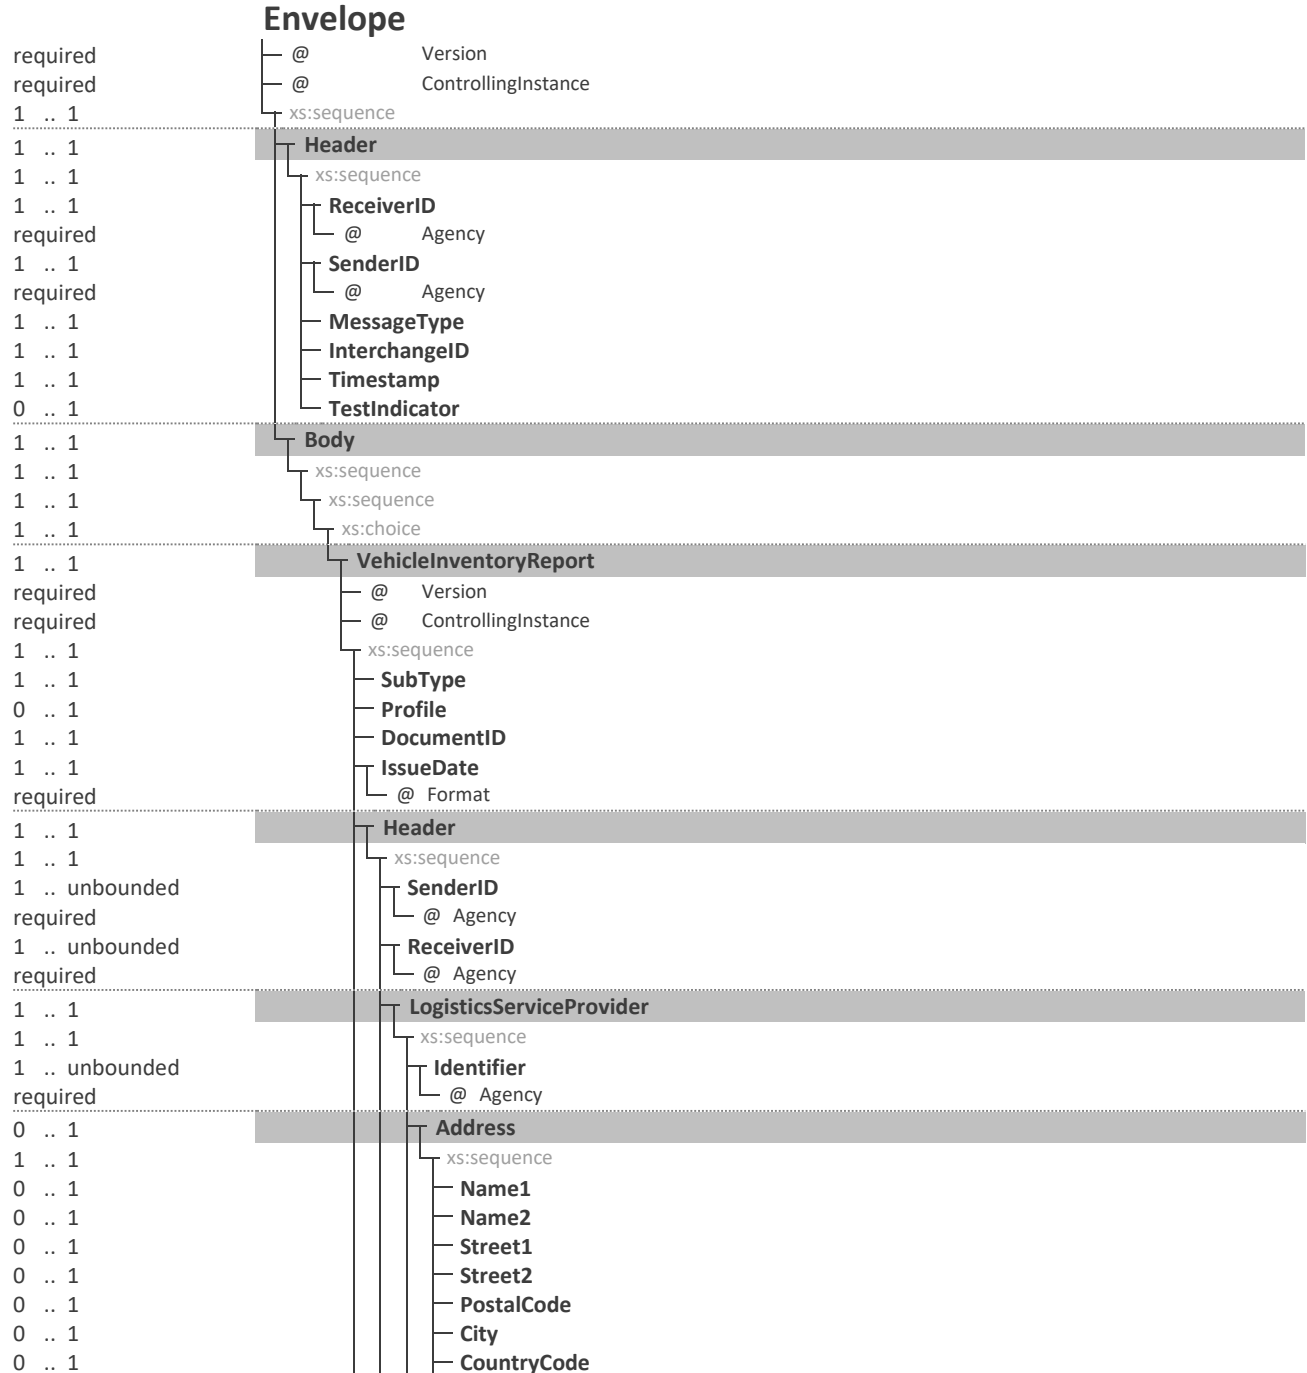 Envelope
required @ Version
required @ ControllingInstance
1 .. 1 xs:sequence
1 .. 1 Header
1 .. 1 xs:sequence
1 .. 1 ReceiverID
required @ Agency
1 .. 1 SenderID
required @ Agency
1 .. 1 MessageType
1 .. 1 InterchangeID
1 .. 1 Timestamp
0 .. 1 TestIndicator
1 .. 1 Body
1 .. 1 xs:sequence
1 .. 1 xs:sequence
1 .. 1 xs:choice
1 .. 1 VehicleInventoryReport
required @ Version
required @ ControllingInstance
1 .. 1 xs:sequence
1 .. 1 SubType
0 .. 1 Profile
1 .. 1 DocumentID
1 .. 1 IssueDate
required @ Format
1 .. 1 Header
1 .. 1 xs:sequence
1 .. unbounded SenderID
required @ Agency
1 .. unbounded ReceiverID
required @ Agency
1 .. 1 LogisticsServiceProvider
1 .. 1 xs:sequence
1 .. unbounded Identifier
required @ Agency
0 .. 1 Address
1 .. 1 xs:sequence
0 .. 1 Name1
0 .. 1 Name2
0 .. 1 Street1
0 .. 1 Street2
0 .. 1 PostalCode
0 .. 1 City
0 .. 1 CountryCode